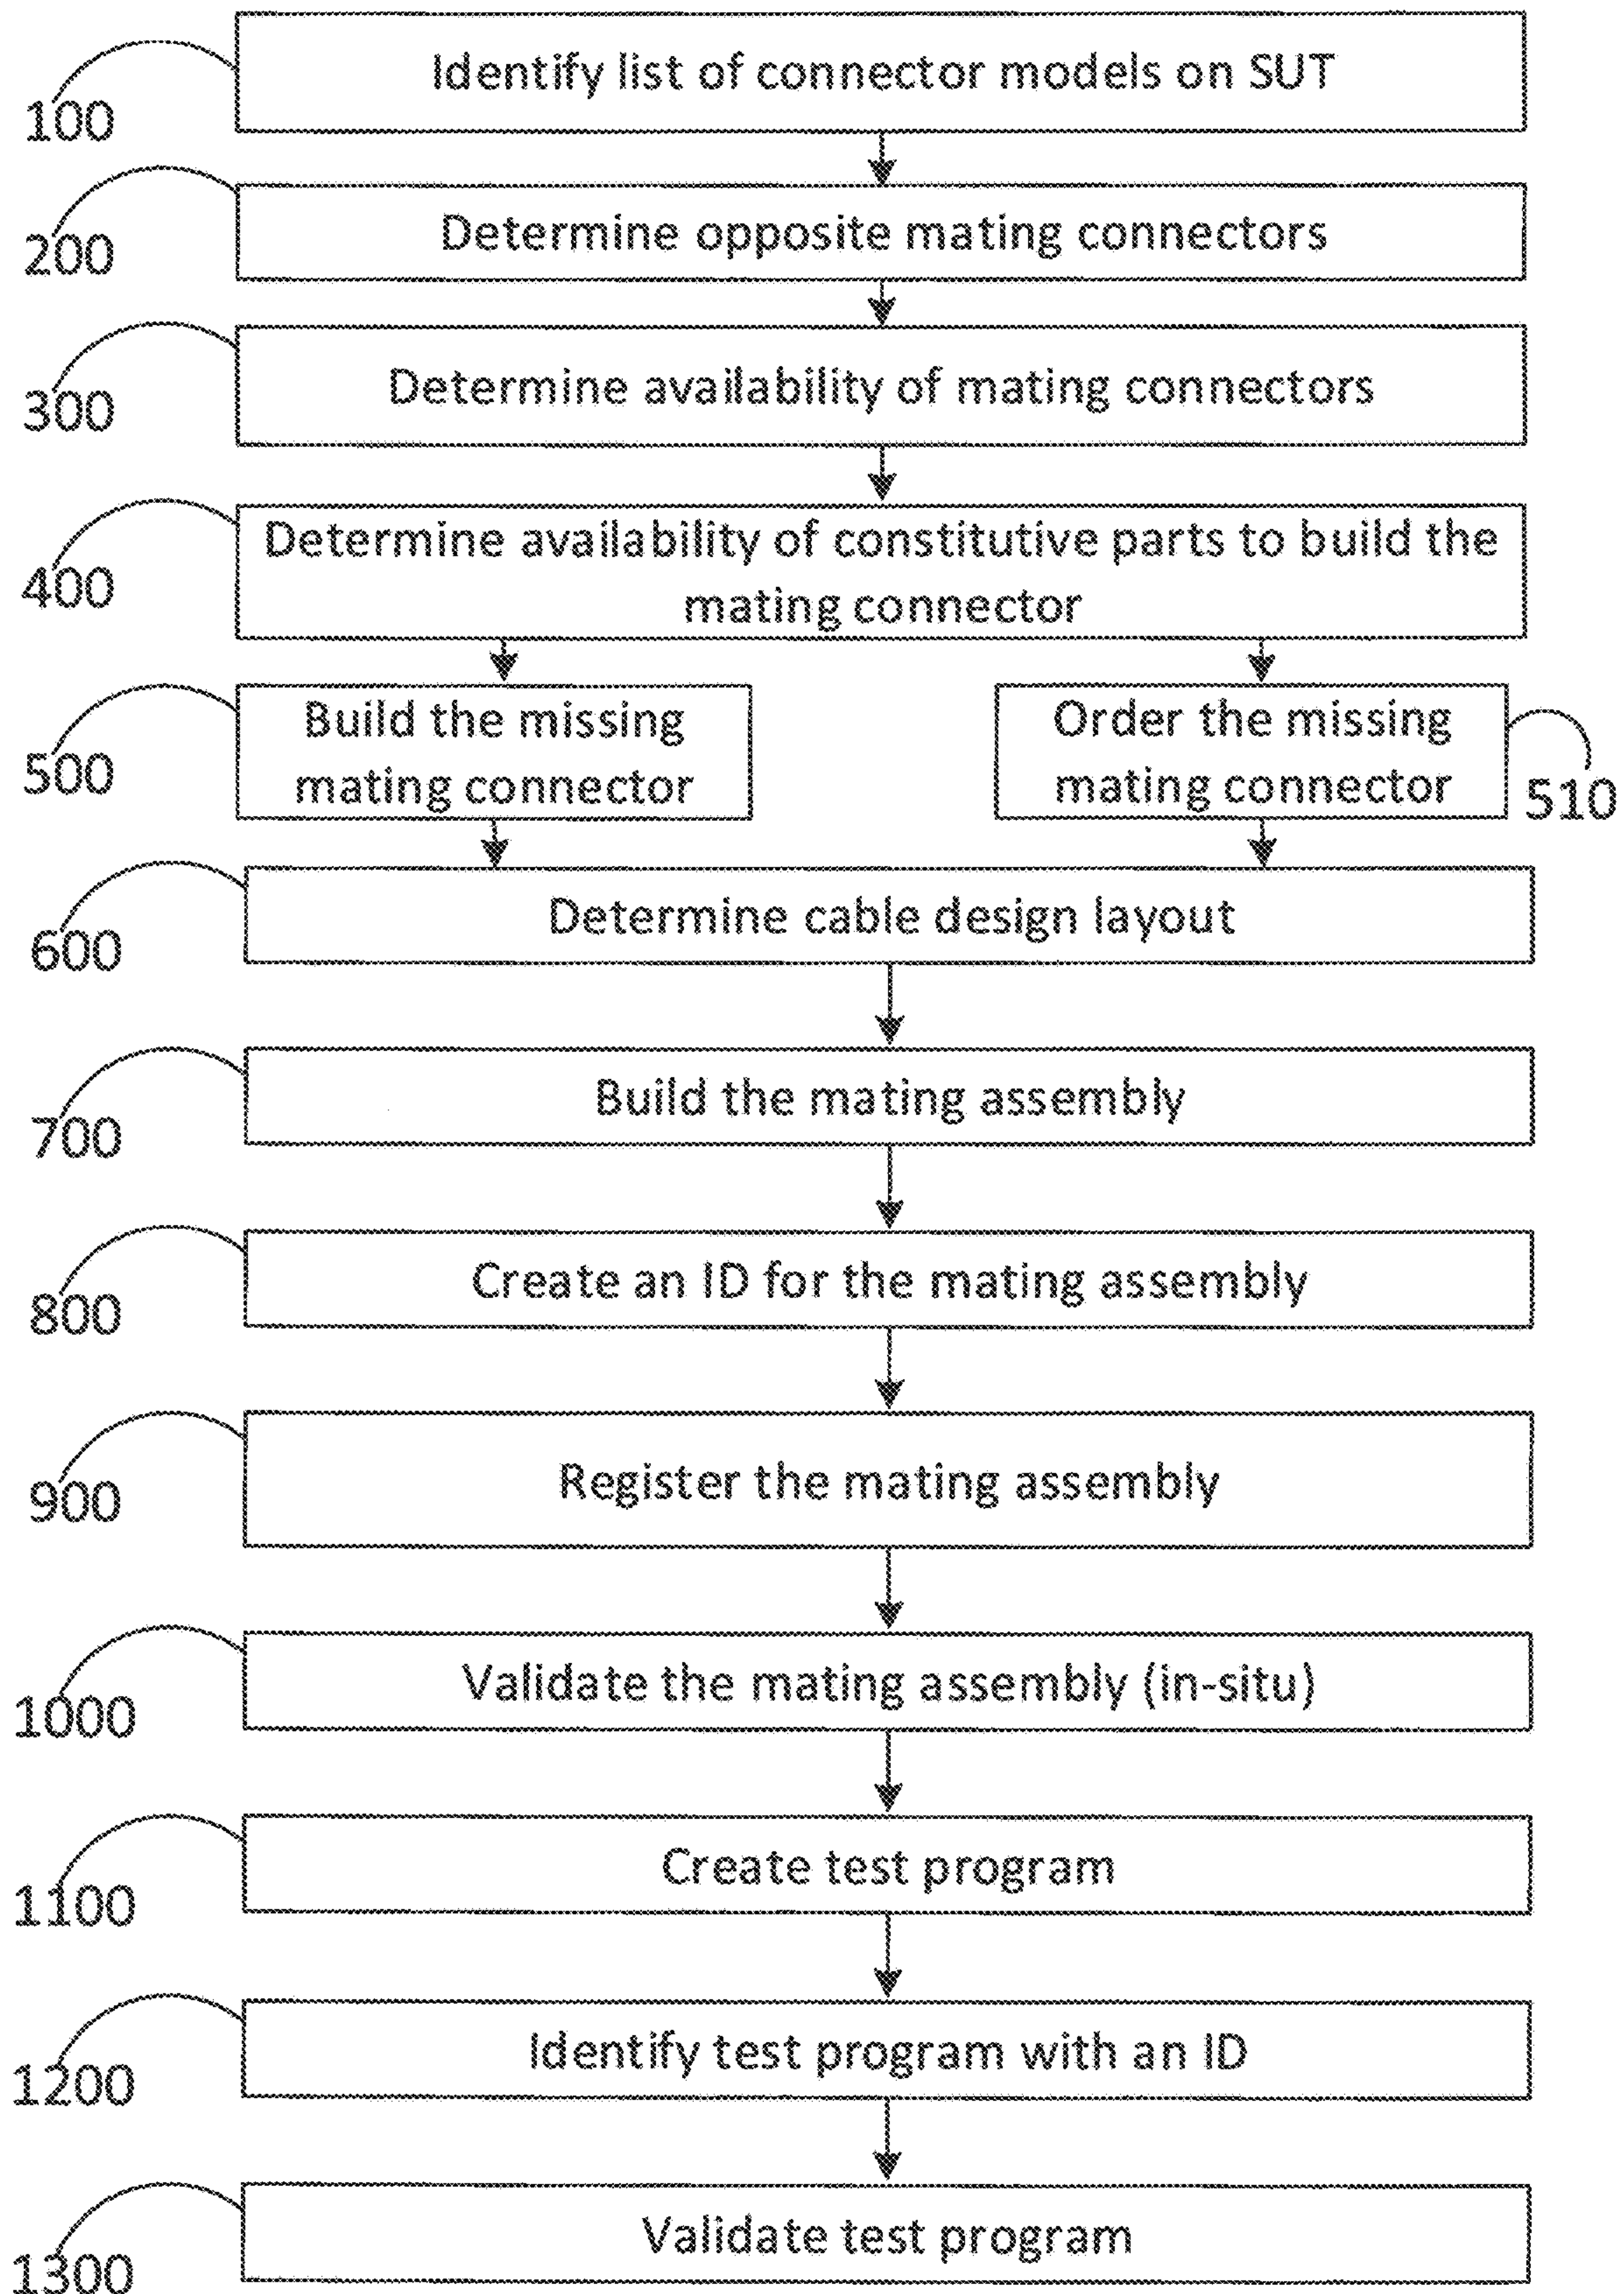 Identify list of connector models on SUT
100
Determine opposite mating connectors
200
Determine availability of mating connectors
300
Determine availability of constitutive parts to build the
mating connector
400
Build the missing
mating connector
500
Order the missing
mating connector
510
Determine cable design layout
600
Build the mating assembly
700
Create an ID for the mating assembly
800
Register the mating assembly
900
Validate the mating assembly (in-situ)
1000
Create test program
1100
Identify test program with an ID
1200
Validate test program
1300